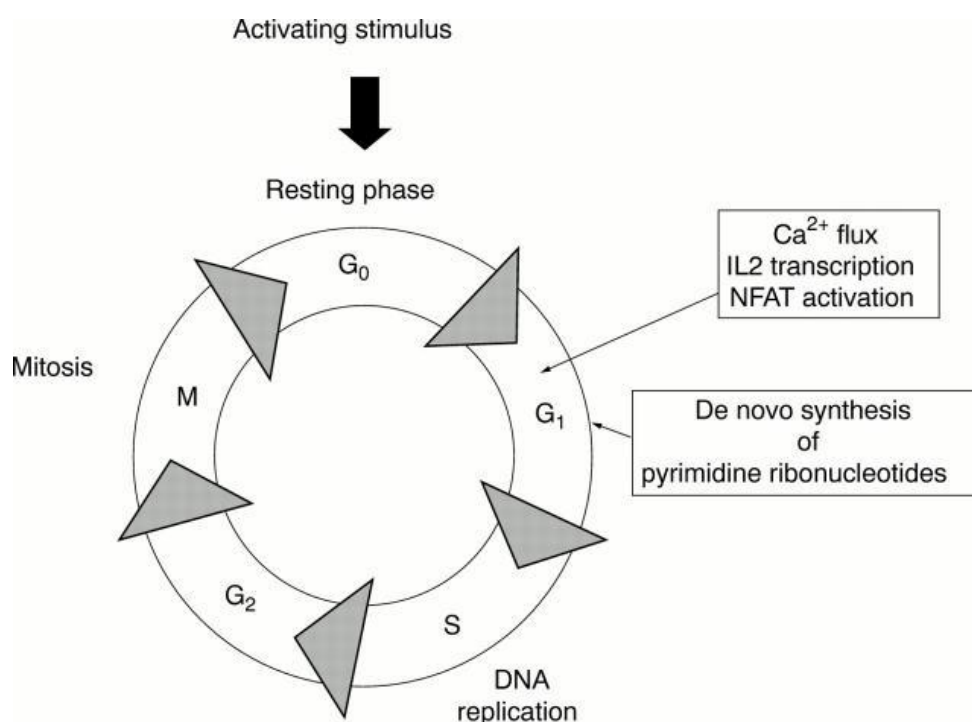 Activating stimulus
Resting phase
G₀
Ca²⁺ flux
IL2 transcription
NFAT activation
Mitosis
M
G₁
De novo synthesis
of
pyrimidine ribonucleotides
G₂
S
DNA
replication